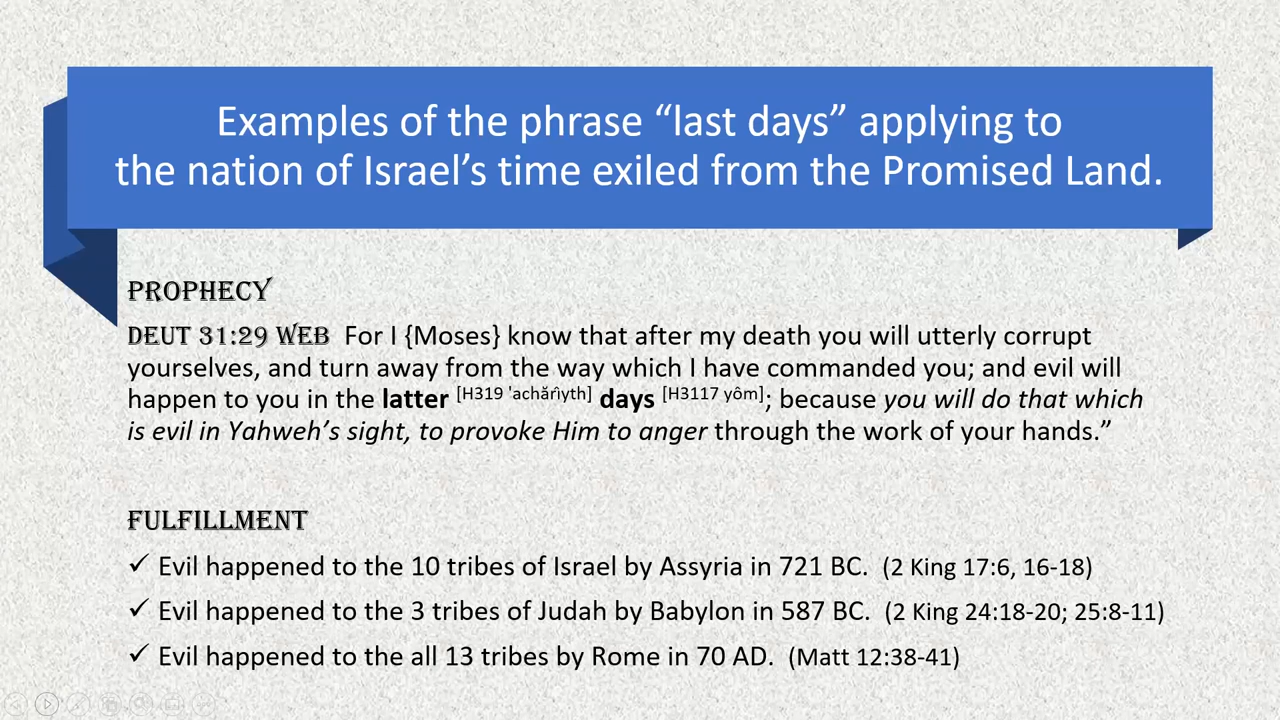 Examples of the phrase “last days” applying to
the nation of Israel’s time exiled from the Promised Land.
PROPHECY
DEUT 31:29 WEB For I {Moses} know that after my death you will utterly corrupt
yourselves, and turn away from the way which I have commanded you; and evil will
happen to you in the latter [H319 'achărîyth] days [H3117 yôm]; because you will do that which
is evil in Yahweh’s sight, to provoke Him to anger through the work of your hands.”
FULFILLMENT
✓ Evil happened to the 10 tribes of Israel by Assyria in 721 BC. (2 King 17:6, 16-18)
✓ Evil happened to the 3 tribes of Judah by Babylon in 587 BC. (2 King 24:18-20; 25:8-11)
✓ Evil happened to the all 13 tribes by Rome in 70 AD. (Matt 12:38-41)